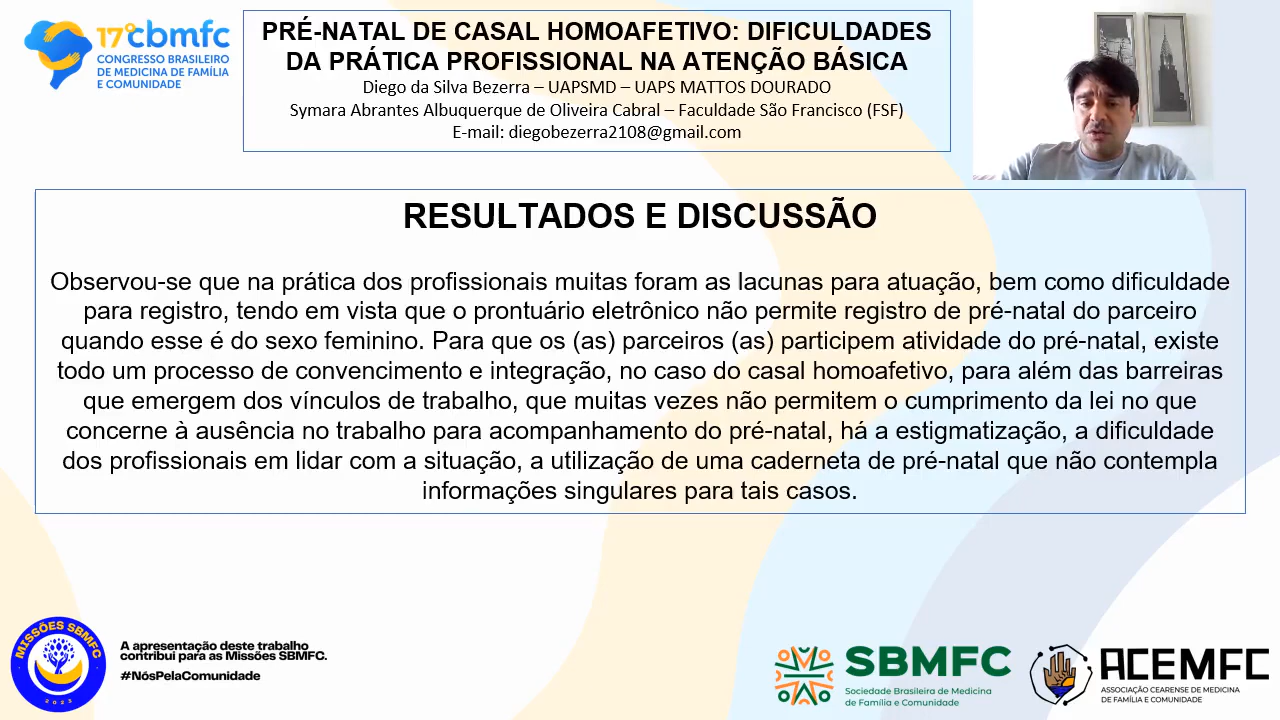 17º cbmfc
CONGRESSO BRASILEIRO
DE MEDICINA DE FAMÍLIA
E COMUNIDADE
PRÉ-NATAL DE CASAL HOMOAFETIVO: DIFICULDADES
DA PRÁTICA PROFISSIONAL NA ATENÇÃO BÁSICA
Diego da Silva Bezerra – UAPSMD – UAPS MATTOS DOURADO
Symara Abrantes Albuquerque de Oliveira Cabral – Faculdade São Francisco (FSF)
E-mail: diegobezerra2108@gmail.com
RESULTADOS E DISCUSSÃO
Observou-se que na prática dos profissionais muitas foram as lacunas para atuação, bem como dificuldade
para registro, tendo em vista que o prontuário eletrônico não permite registro de pré-natal do parceiro
quando esse é do sexo feminino. Para que os (as) parceiros (as) participem atividade do pré-natal, existe
todo um processo de convencimento e integração, no caso do casal homoafetivo, para além das barreiras
que emergem dos vínculos de trabalho, que muitas vezes não permitem o cumprimento da lei no que
concerne à ausência no trabalho para acompanhamento do pré-natal, há a estigmatização, a dificuldade
dos profissionais em lidar com a situação, a utilização de uma caderneta de pré-natal que não contempla
informações singulares para tais casos.
MISSÕES SBMFC
2023
A apresentação deste trabalho
contribui para as Missões SBMFC.
#NósPelaComunidade
SBMFC
Sociedade Brasileira de Medicina
de Família e Comunidade
ACEMFC
ASSOCIAÇÃO CEARENSE DE MEDICINA
DE FAMÍLIA E COMUNIDADE